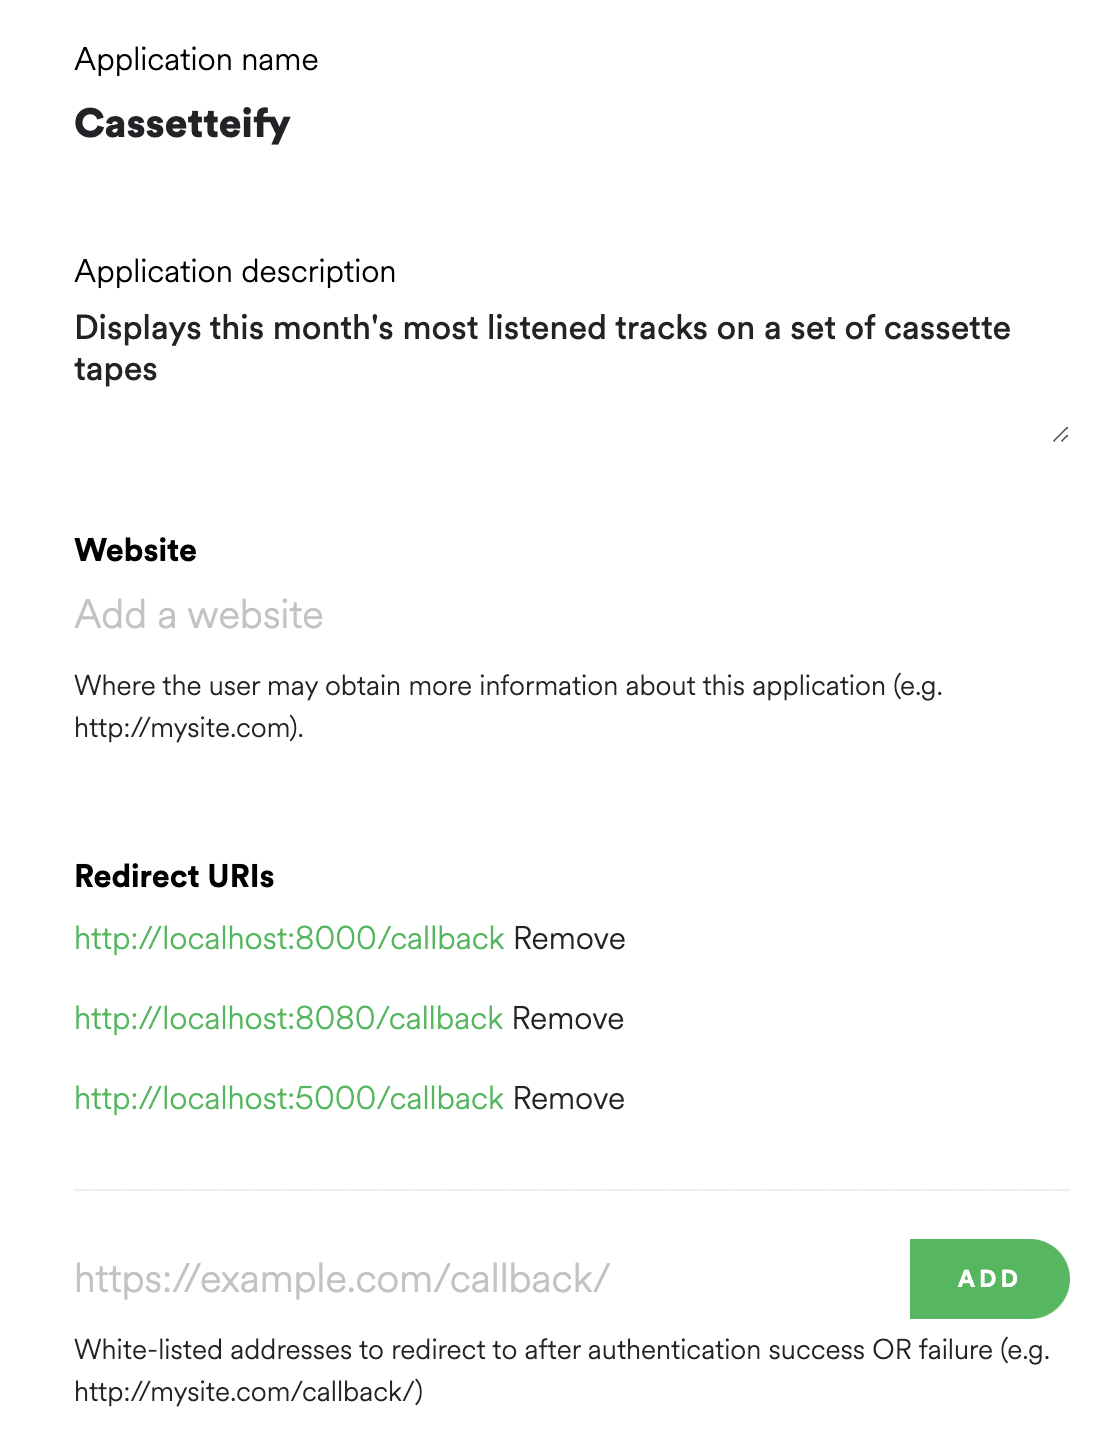 Application name
Cassetteify
Application description
Displays this month's most listened tracks on a set of cassette
tapes
Website
Add a website
Where the user may obtain more information about this application (e.g.
http://mysite.com).
Redirect URIs
http://localhost:8000/callback Remove
http://localhost:8080/callback Remove
http://localhost:5000/callback Remove
https://example.com/callback/
ADD
White-listed addresses to redirect to after authentication success OR failure (e.g.
http://mysite.com/callback/)